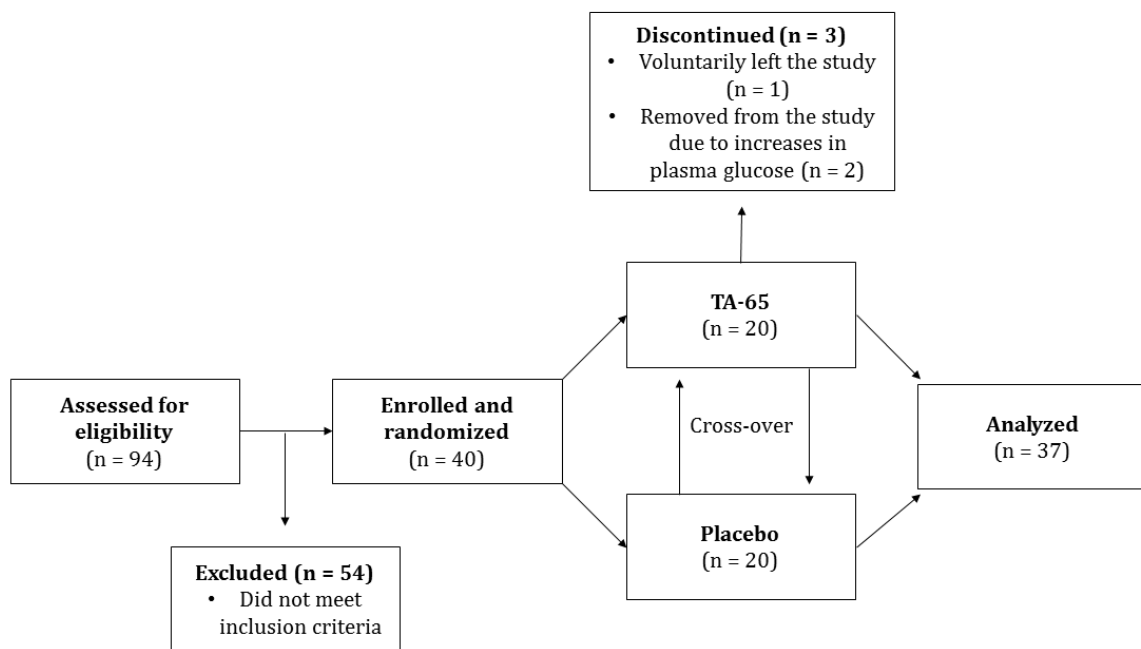 Discontinued (n = 3)
• Voluntarily left the study
(n = 1)
• Removed from the study
due to increases in
plasma glucose (n = 2)
TA-65
(n = 20)
Assessed for
eligibility
(n = 94)
Enrolled and
randomized
(n = 40)
Cross-over
Analyzed
(n = 37)
Placebo
(n = 20)
Excluded (n = 54)
• Did not meet
inclusion criteria